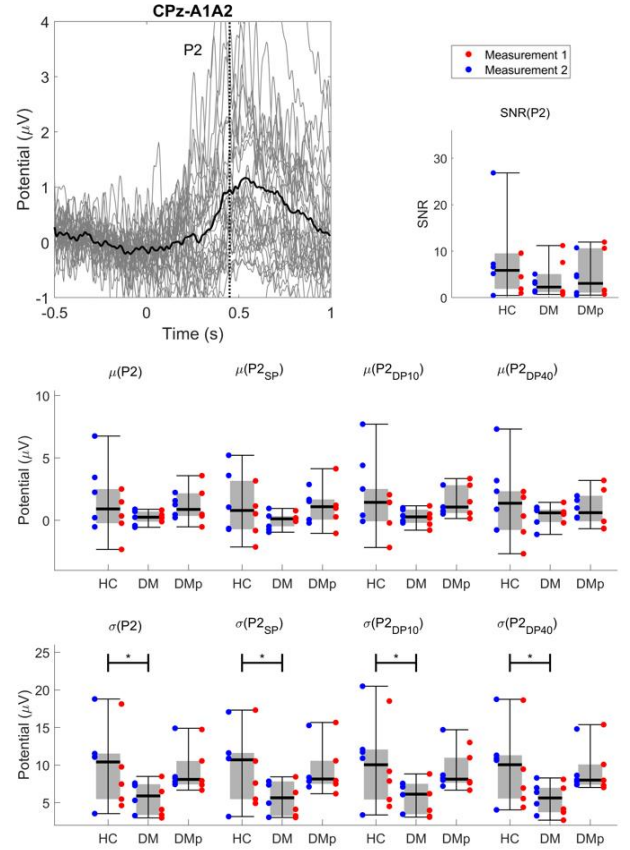 CPz-A1A2
P2
Potential (μV)
4
3
2
1
0
-1
-0.5
0
0.5
1
Time (s)
Measurement 1
Measurement 2
SNR(P2)
SNR
30
20
10
0
HC DM DMp
μ(P2) μ(P2SP) μ(P2DP10) μ(P2DP40)
Potential (μV)
10
5
0
HC DM DMp HC DM DMp HC DM DMp HC DM DMp
σ(P2) σ(P2SP) σ(P2DP10) σ(P2DP40)
* * * *
Potential (μV)
25
20
15
10
5
HC DM DMp HC DM DMp HC DM DMp HC DM DMp